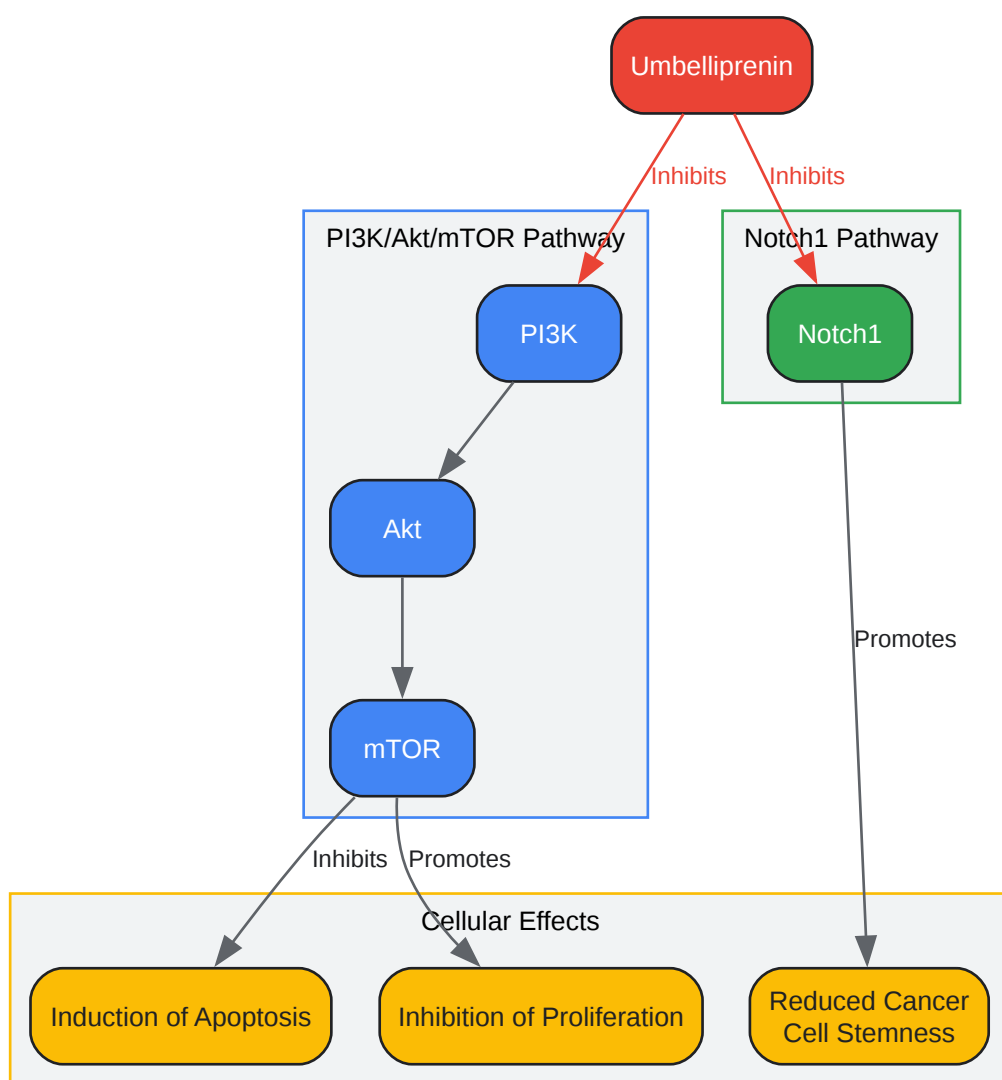 Umbelliprenin
Inhibits
Inhibits
PI3K/Akt/mTOR Pathway
Notch1 Pathway
PI3K
Notch1
Akt
Promotes
mTOR
Inhibits
Promotes
Cellular Effects
Induction of Apoptosis
Inhibition of Proliferation
Reduced Cancer
Cell Stemness